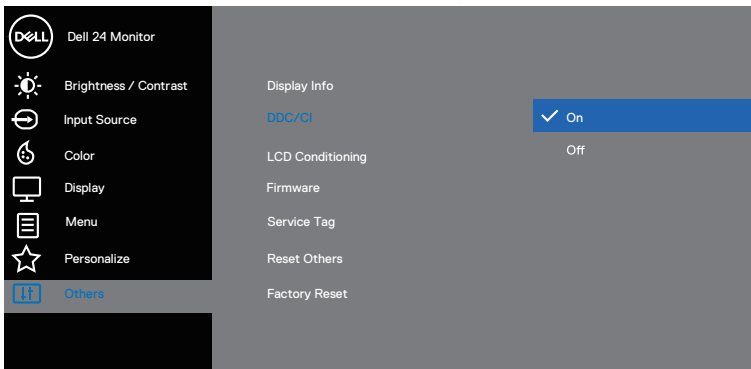 DELL
Dell 24 Monitor
Brightness / Contrast
Input Source
Color
Display
Menu
Personalize
Others
Display Info
DDC/CI
LCD Conditioning
Firmware
Service Tag
Reset Others
Factory Reset
On
Off